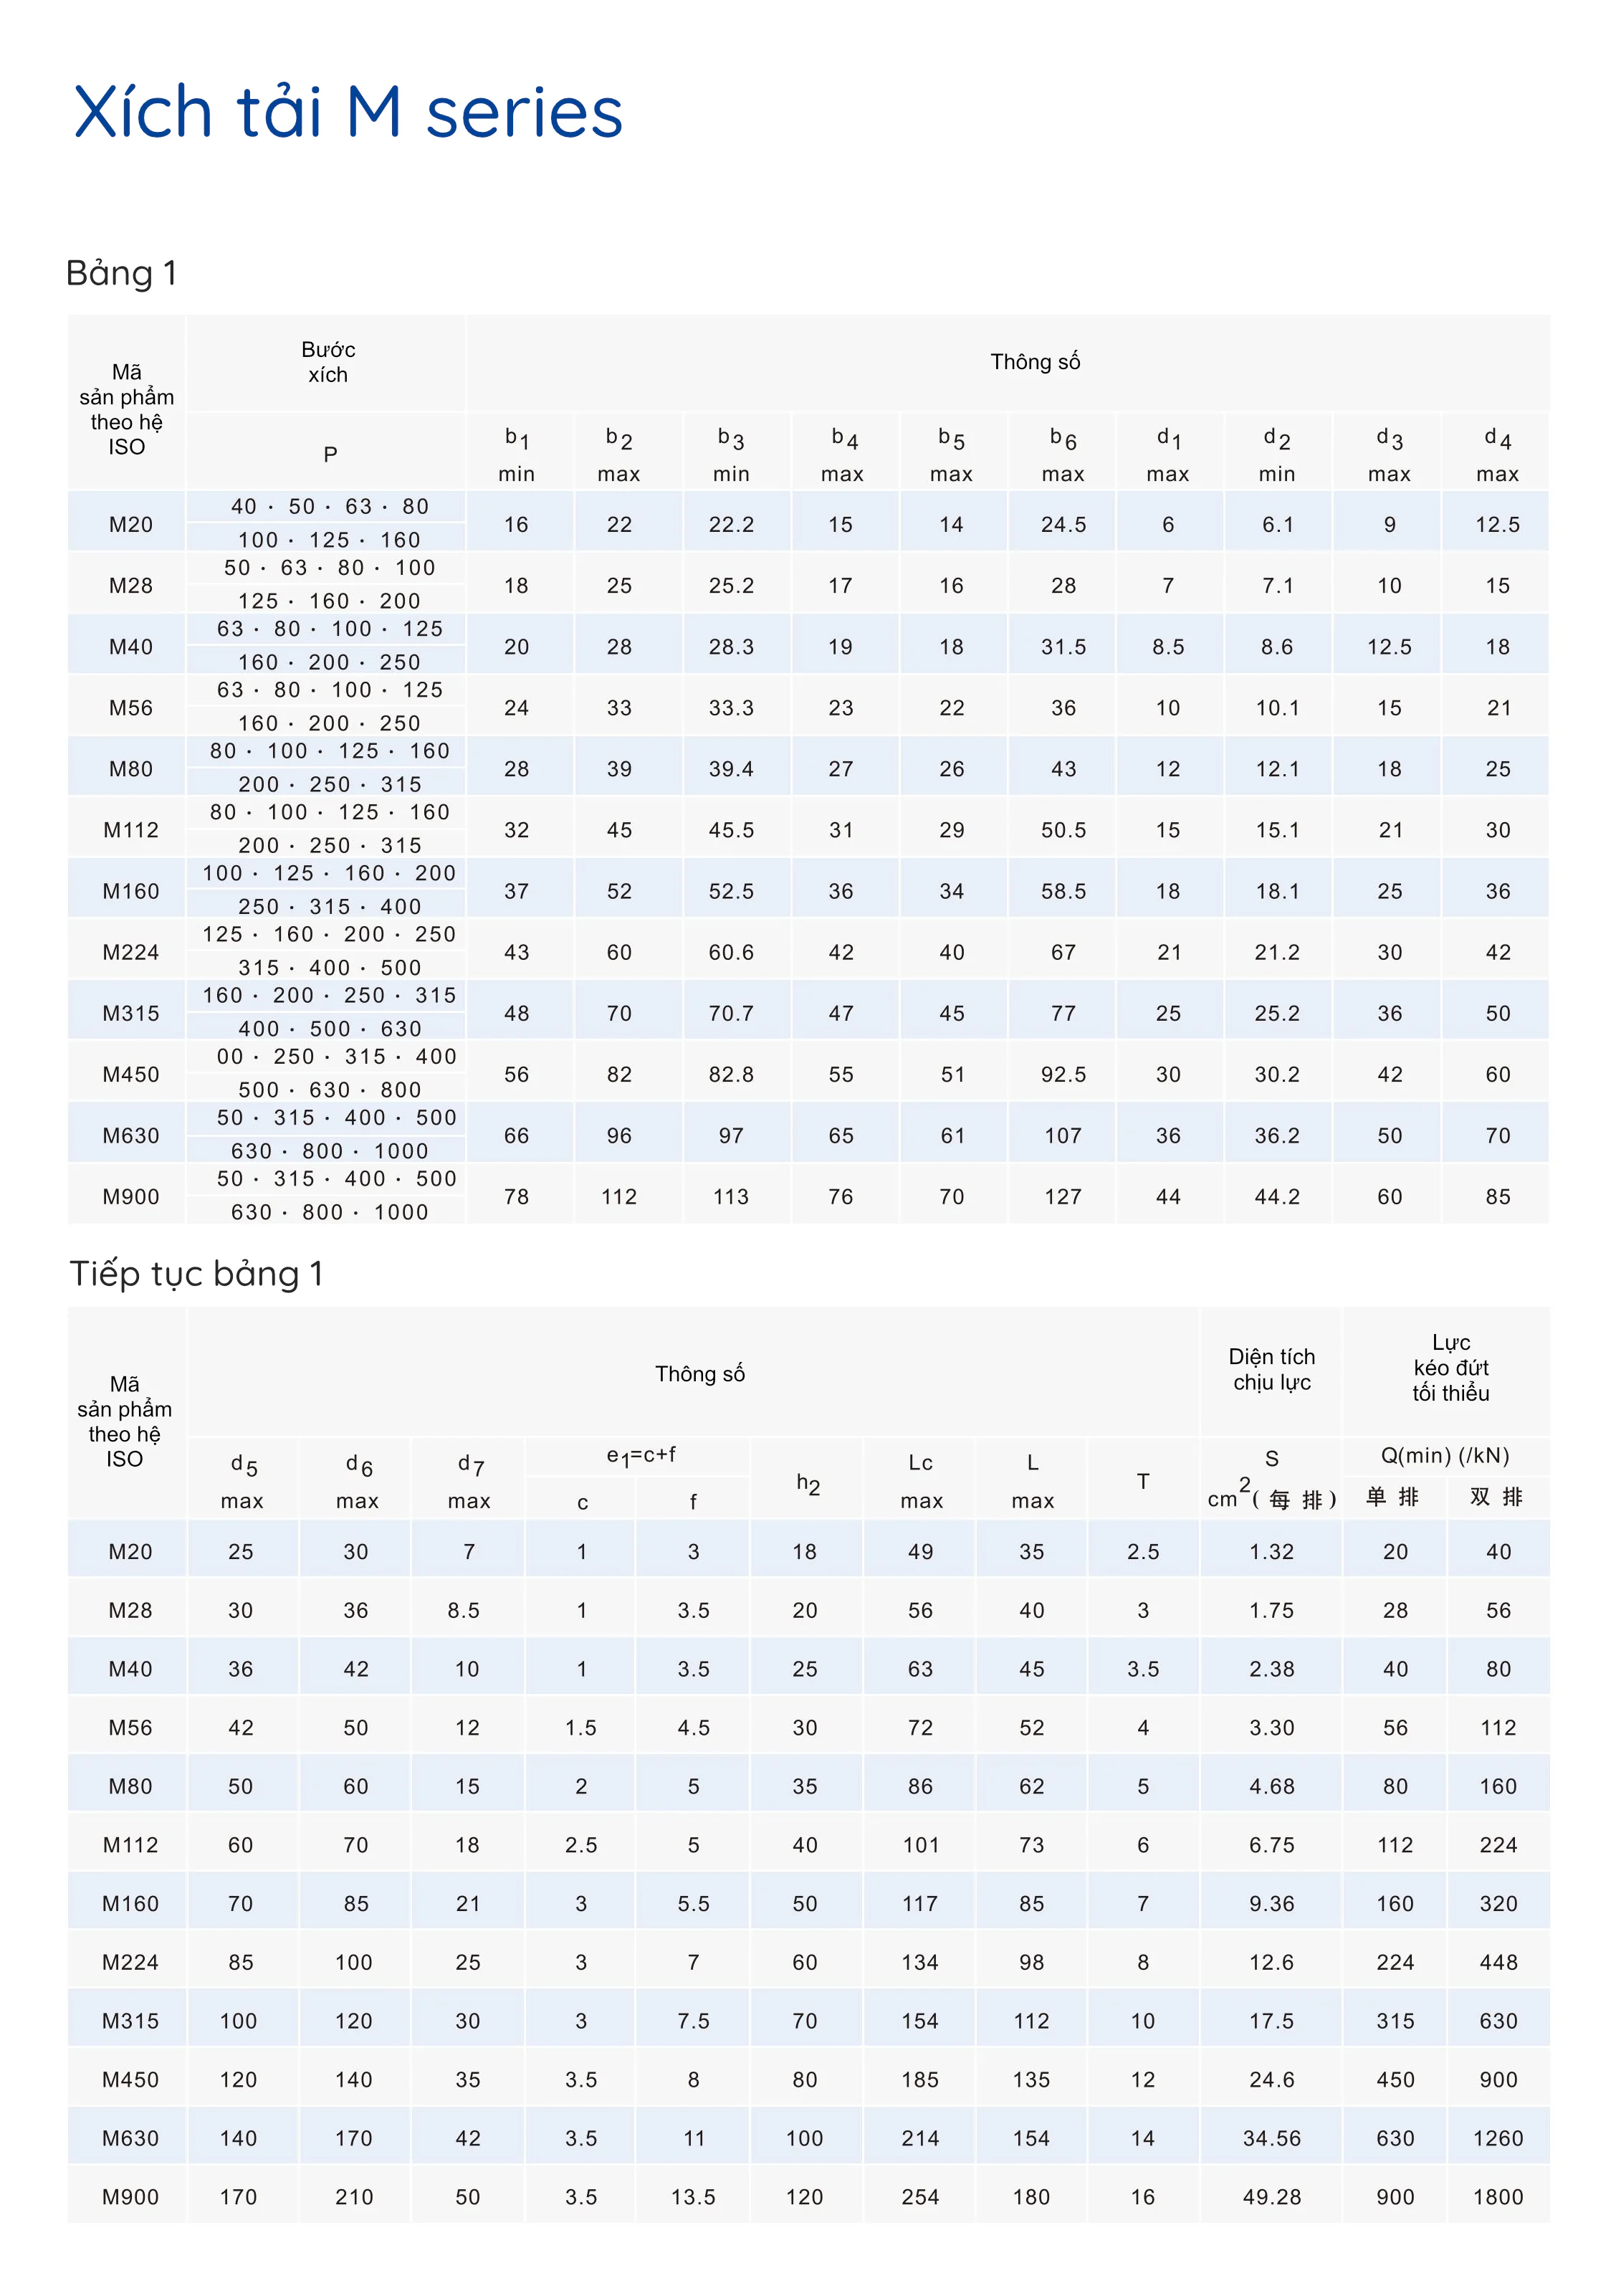 Xích tải M series
Bảng 1
Mã sản phẩm theo hệ ISO Bước xích Thông số
P b1 min b2 max b3 min b4 max b5 max b6 max d1 max d2 min d3 max d4 max
M20 40 · 50 · 63 · 80 100 · 125 · 160 16 22 22.2 15 14 24.5 6 6.1 9 12.5
M28 50 · 63 · 80 · 100 125 · 160 · 200 18 25 25.2 17 16 28 7 7.1 10 15
M40 63 · 80 · 100 · 125 160 · 200 · 250 20 28 28.3 19 18 31.5 8.5 8.6 12.5 18
M56 63 · 80 · 100 · 125 160 · 200 · 250 24 33 33.3 23 22 36 10 10.1 15 21
M80 80 · 100 · 125 · 160 200 · 250 · 315 28 39 39.4 27 26 43 12 12.1 18 25
M112 80 · 100 · 125 · 160 200 · 250 · 315 32 45 45.5 31 29 50.5 15 15.1 21 30
M160 100 · 125 · 160 · 200 250 · 315 · 400 37 52 52.5 36 34 58.5 18 18.1 25 36
M224 125 · 160 · 200 · 250 315 · 400 · 500 43 60 60.6 42 40 67 21 21.2 30 42
M315 160 · 200 · 250 · 315 400 · 500 · 630 48 70 70.7 47 45 77 25 25.2 36 50
M450 00 · 250 · 315 · 400 500 · 630 · 800 56 82 82.8 55 51 92.5 30 30.2 42 60
M630 50 · 315 · 400 · 500 630 · 800 · 1000 66 96 97 65 61 107 36 36.2 50 70
M900 50 · 315 · 400 · 500 630 · 800 · 1000 78 112 113 76 70 127 44 44.2 60 85
Tiếp tục bảng 1
Mã sản phẩm theo hệ ISO Thông số Diện tích chịu lực Lực kéo đứt tối thiểu
d5 max d6 max d7 max e1=c+f c f h2 Lc max L max T S cm2(每排) Q(min) (/kN) 单排 双排
M20 25 30 7 1 3 18 49 35 2.5 1.32 20 40
M28 30 36 8.5 1 3.5 20 56 40 3 1.75 28 56
M40 36 42 10 1 3.5 25 63 45 3.5 2.38 40 80
M56 42 50 12 1.5 4.5 30 72 52 4 3.30 56 112
M80 50 60 15 2 5 35 86 62 5 4.68 80 160
M112 60 70 18 2.5 5 40 101 73 6 6.75 112 224
M160 70 85 21 3 5.5 50 117 85 7 9.36 160 320
M224 85 100 25 3 7 60 134 98 8 12.6 224 448
M315 100 120 30 3 7.5 70 154 112 10 17.5 315 630
M450 120 140 35 3.5 8 80 185 135 12 24.6 450 900
M630 140 170 42 3.5 11 100 214 154 14 34.56 630 1260
M900 170 210 50 3.5 13.5 120 254 180 16 49.28 900 1800